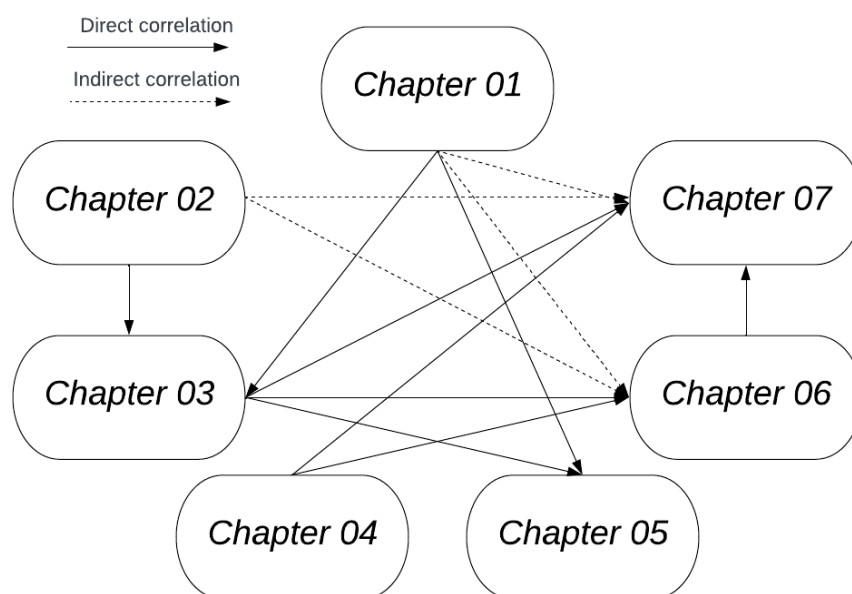 Direct correlation
Indirect correlation
Chapter 01
Chapter 02
Chapter 07
Chapter 03
Chapter 06
Chapter 04
Chapter 05